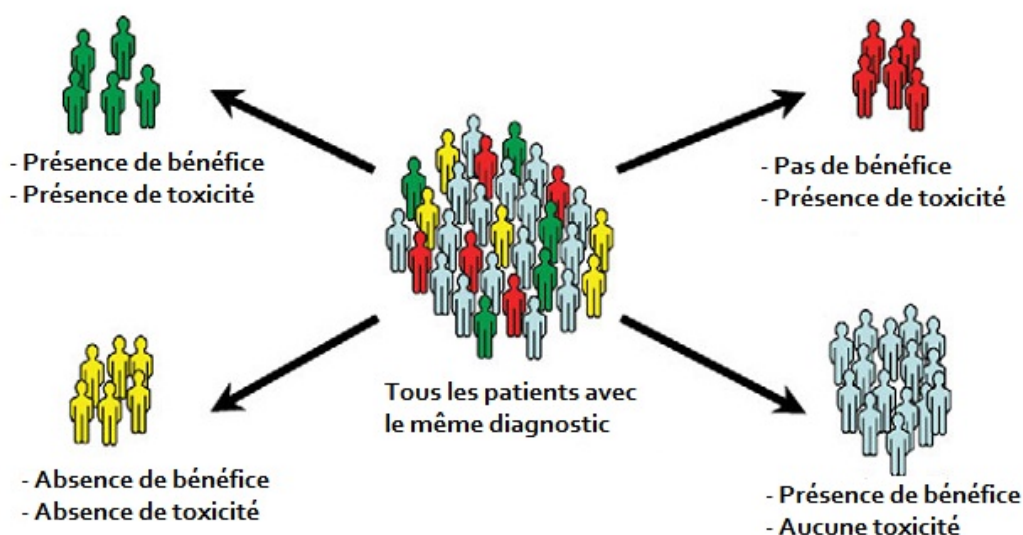 - Présence de bénéfice
- Présence de toxicité
- Pas de bénéfice
- Présence de toxicité
Tous les patients avec
le même diagnostic
- Absence de bénéfice
- Absence de toxicité
- Présence de bénéfice
- Aucune toxicité